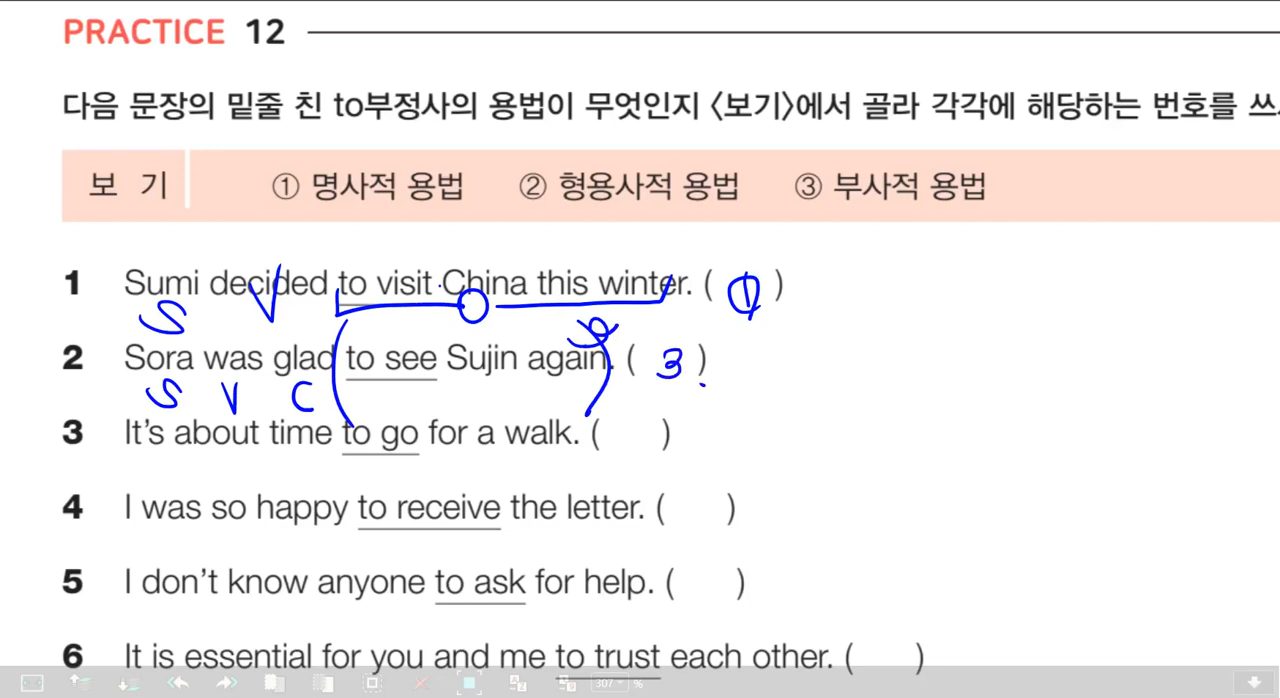 PRACTICE 12
다음 문장의 밑줄 친 to부정사의 용법이 무엇인지 〈보기〉에서 골라 각각에 해당하는 번호를 쓰
보 기 ① 명사적 용법 ② 형용사적 용법 ③ 부사적 용법
1 Sumi decided to visit China this winter. ( ① )
S V O
2 Sora was glad to see Sujin again. ( 3 )
S V C
3 It's about time to go for a walk. ( )
4 I was so happy to receive the letter. ( )
5 I don't know anyone to ask for help. ( )
6 It is essential for you and me to trust each other. ( )
307 %